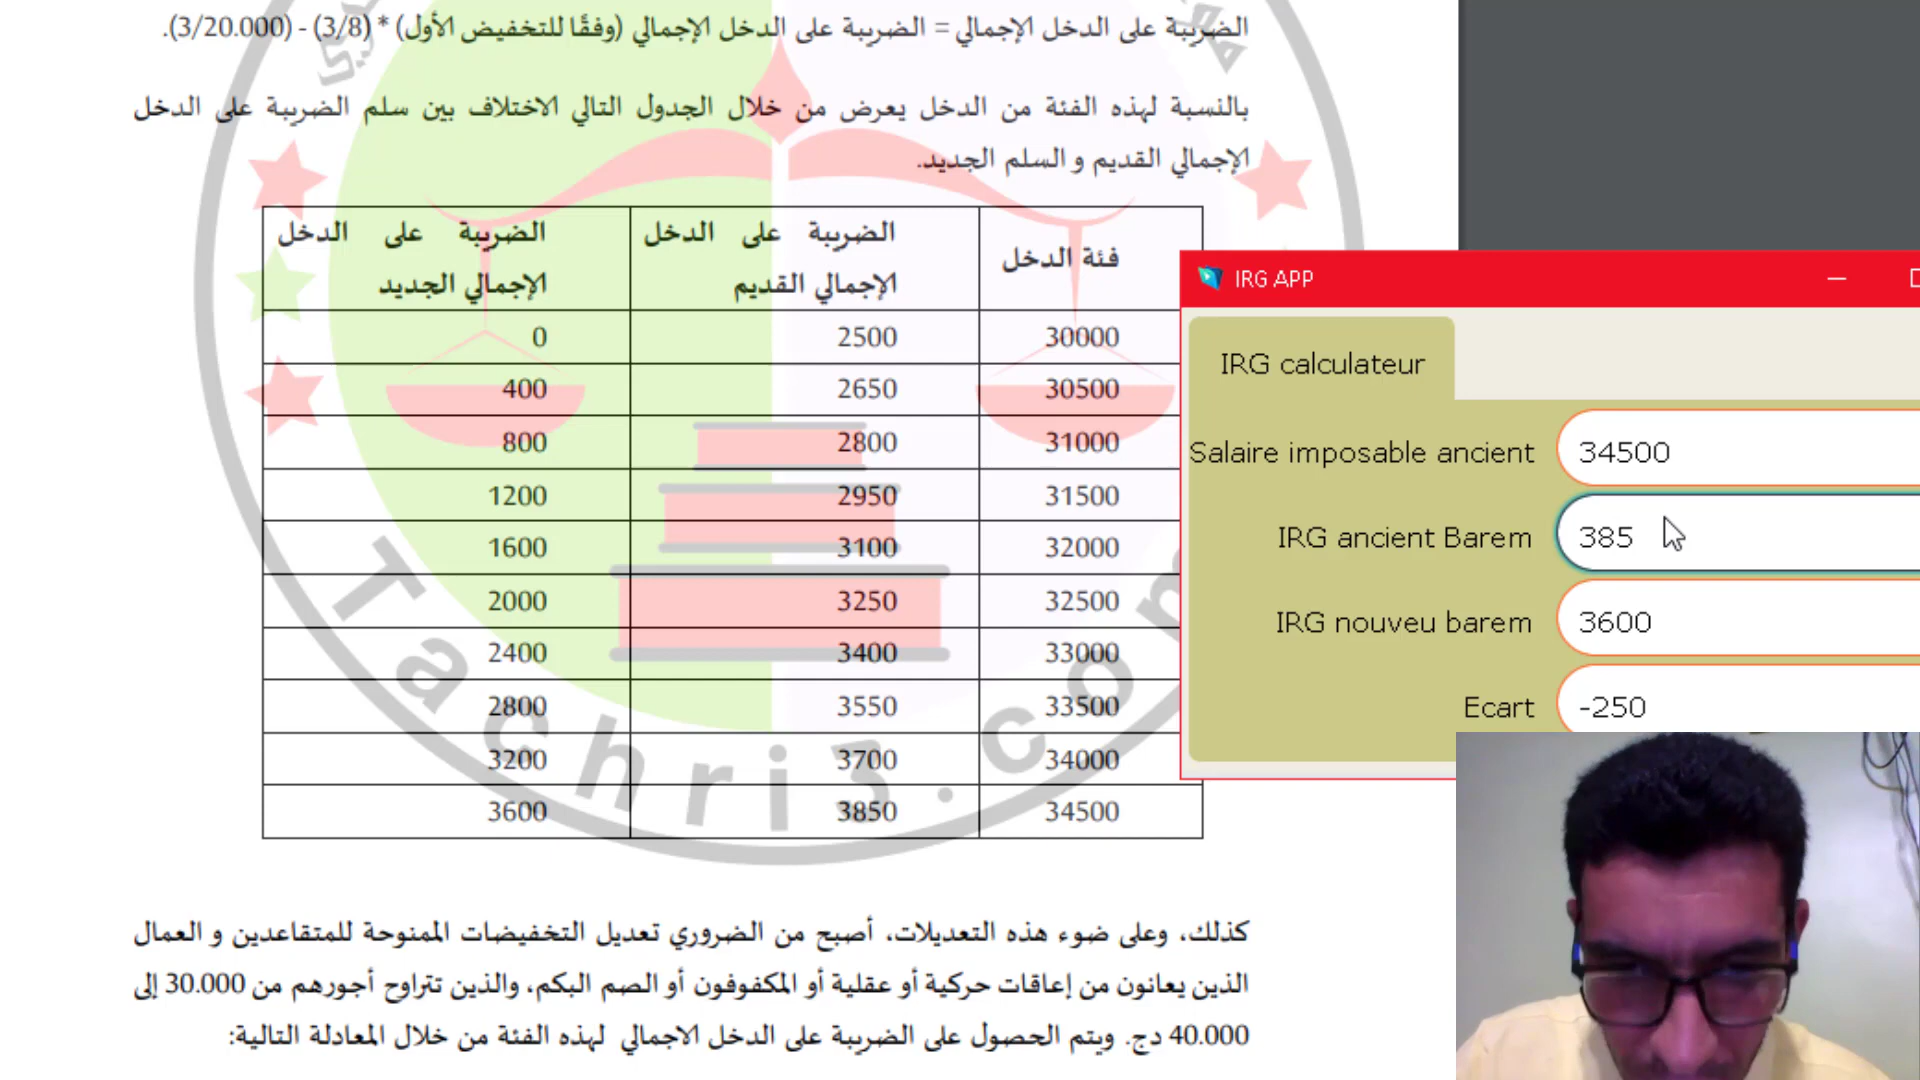 الضريبة على الدخل الإجمالي = الضريبة على الدخل الإجمالي (وفقًا للتخفيض الأول) * (3/8) - (3/20.000).
بالنسبة لهذه الفئة من الدخل يعرض من خلال الجدول التالي الاختلاف بين سلم الضريبة على الدخل
الإجمالي القديم و السلم الجديد.
فئة الدخل | الضريبة على الدخل الإجمالي القديم | الضريبة على الدخل الإجمالي الجديد
30000 | 2500 | 0
30500 | 2650 | 400
31000 | 2800 | 800
31500 | 2950 | 1200
32000 | 3100 | 1600
32500 | 3250 | 2000
33000 | 3400 | 2400
33500 | 3550 | 2800
34000 | 3700 | 3200
34500 | 3850 | 3600
كذلك، وعلى ضوء هذه التعديلات، أصبح من الضروري تعديل التخفيضات الممنوحة للمتقاعدين و العمال
الذين يعانون من إعاقات حركية أو عقلية أو المكفوفون أو الصم البكم، والذين تتراوح أجورهم من 30.000 إلى
40.000 دج. ويتم الحصول على الضريبة على الدخل الاجمالي لهذه الفئة من خلال المعادلة التالية:
IRG APP
IRG calculateur
Salaire imposable ancient 34500
IRG ancient Barem 385
IRG nouveu barem 3600
Ecart -250